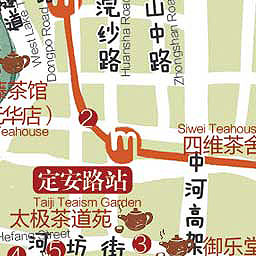 浣纱路
Huansha Road
山中路
Zhongshan Road
West Lake
Dongpo Road
道
茶馆
华店）
Teahouse
2
Siwei Teahouse
四维茶舍
定安路站
中河高架
Taiji Taoism Garden
太极茶道苑
Hefang Street
河坊街
4
5
3
御乐堂